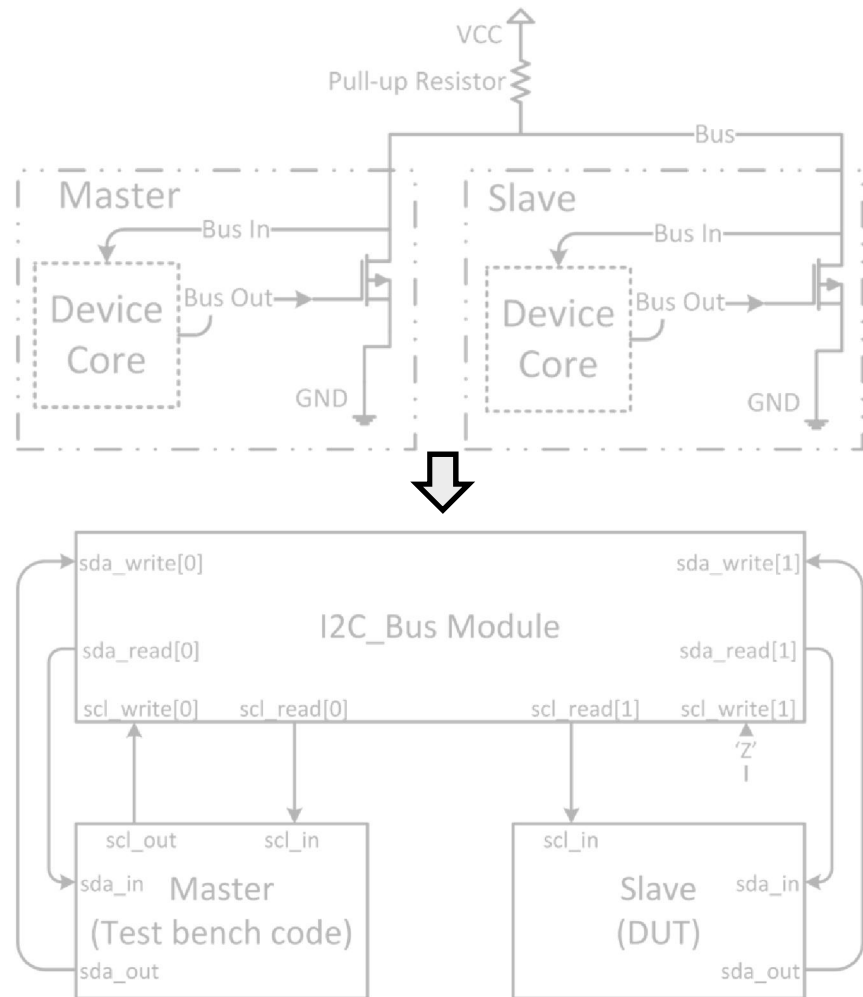 VCC
Pull-up Resistor
Bus
Master
Slave
Bus In
Bus In
Device
Core
Bus Out
Device
Core
Bus Out
GND
GND
sda_write[0]
sda_write[1]
I2C_Bus Module
sda_read[0]
sda_read[1]
scl_write[0]
scl_read[0]
scl_read[1]
scl_write[1]
'Z'
scl_out
scl_in
scl_in
sda_in
Master
(Test bench code)
sda_out
Slave
(DUT)
sda_in
sda_out